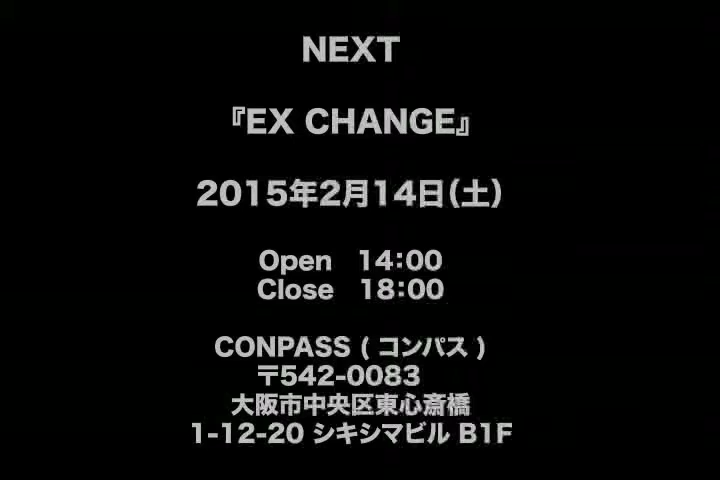 NEXT
『EX CHANGE』
2015年2月14日(土)
Open 14:00
Close 18:00
CONPASS ( コンパス )
〒542-0083
大阪市中央区東心斎橋
1-12-20 シキシマビル B1F